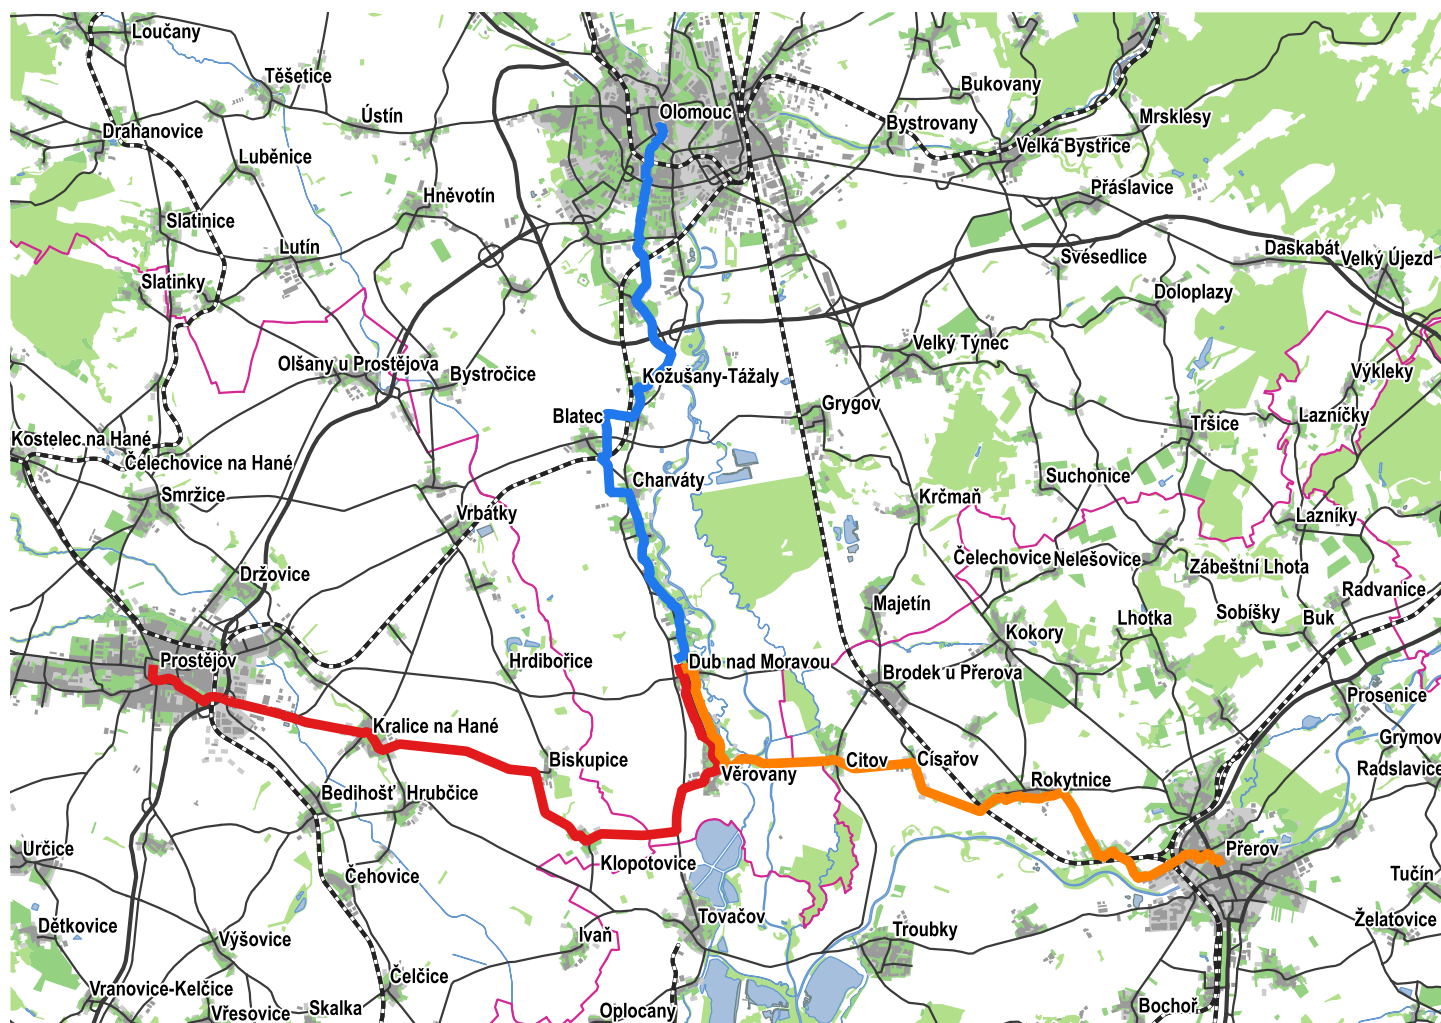 Loučany
Těšetice
Ústín
Olomouc
Bukovany
Bystrovany
Mrsklesy
Drahanovice
Luběnice
Velká Bystřice
Hněvotín
Přáslavice
Slatinice
Lutín
Svésedlice
Daskabát
Velký Újezd
Slatinky
Doloplazy
Olšany u Prostějova
Bystročice
Velký Týnec
Kožušany-Tážaly
Výkleky
Blatec
Grygov
Lazníčky
Tršice
Kostelec na Hané
Čelechovice na Hané
Charváty
Suchonice
Smržice
Krčmaň
Vrbátky
Lazníky
Čelechovice
Nelešovice
Zábeštní Lhota
Držovice
Radvanice
Majetín
Sobíšky
Lhotka
Buk
Kokory
Prostějov
Hrdibořice
Dub nad Moravou
Brodek u Přerova
Prosenice
Kralice na Hané
Grymov
Biskupice
Věrovany
Citov
Císařov
Radslavice
Rokytnice
Bedihošť
Hrubčice
Určice
Klopotovice
Přerov
Čehovice
Tučín
Tovačov
Želatovice
Dětkovice
Výšovice
Ivaň
Troubky
Čelčice
Vranovice-Kelčice
Vřesovice
Skalka
Oplocany
Bochoř